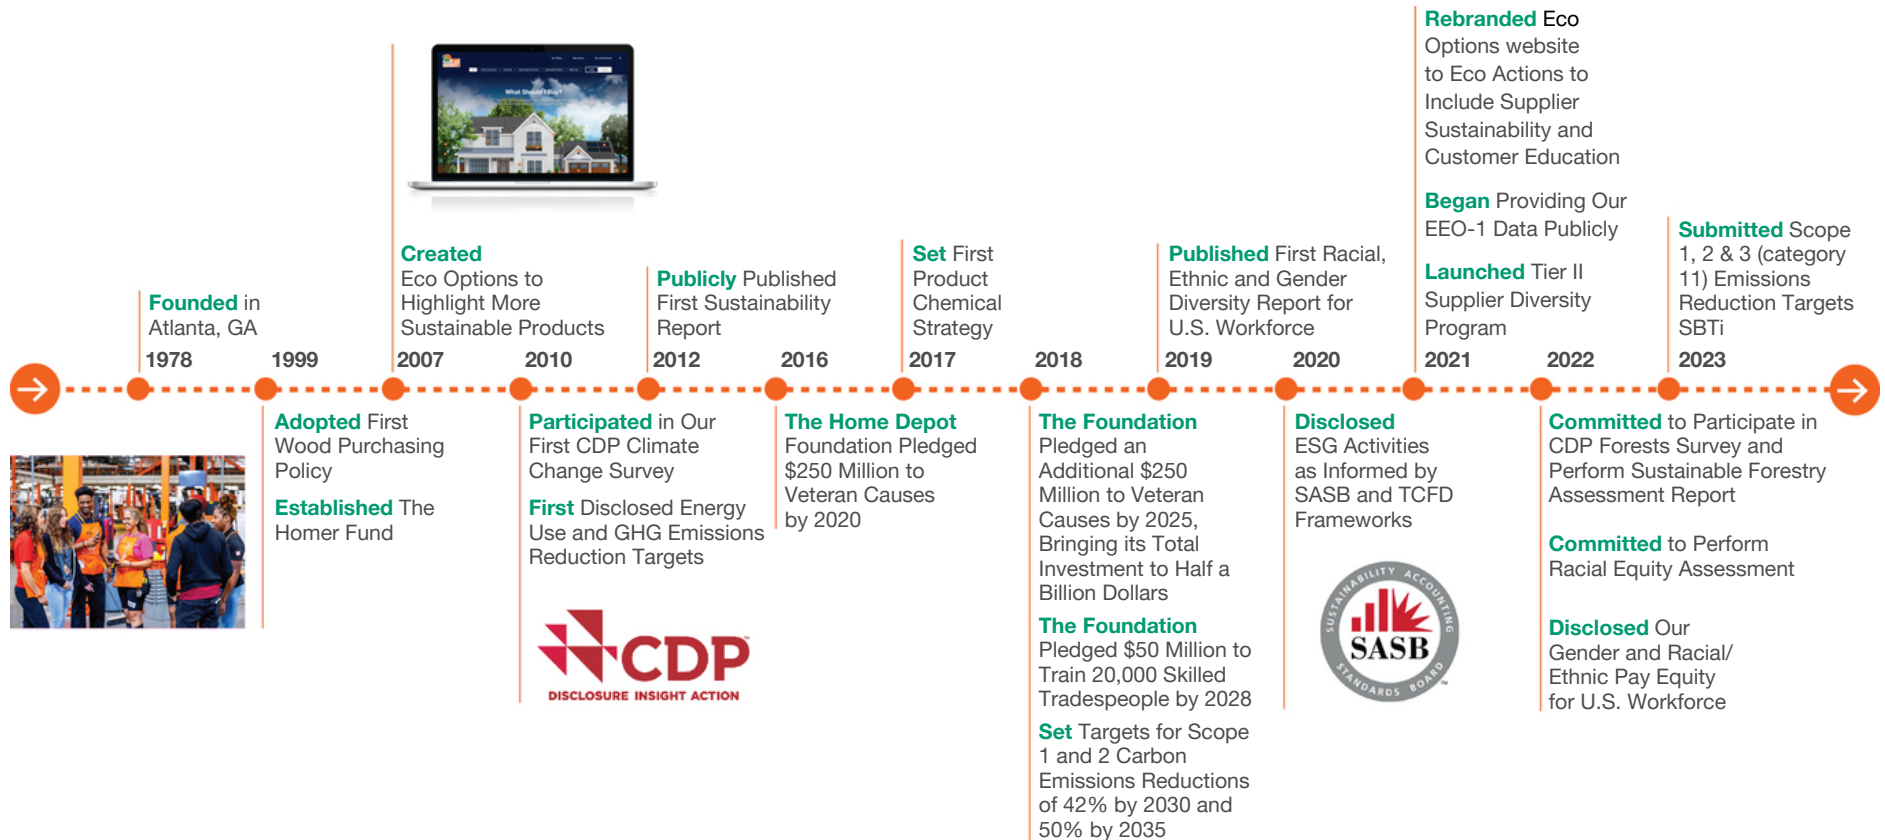 Founded in
Atlanta, GA
1978
1999
Adopted First
Wood Purchasing
Policy
Established The
Homer Fund
What Should I Buy?
Created
Eco Options to
Highlight More
Sustainable Products
2007
2010
Participated in Our
First CDP Climate
Change Survey
First Disclosed Energy
Use and GHG Emissions
Reduction Targets
CDP
DISCLOSURE INSIGHT ACTION
Publicly Published
First Sustainability
Report
2012
2016
The Home Depot
Foundation Pledged
$250 Million to
Veteran Causes
by 2020
Set First
Product
Chemical
Strategy
2017
2018
The Foundation
Pledged an
Additional $250
Million to Veteran
Causes by 2025,
Bringing its Total
Investment to Half a
Billion Dollars
The Foundation
Pledged $50 Million to
Train 20,000 Skilled
Tradespeople by 2028
Set Targets for Scope
1 and 2 Carbon
Emissions Reductions
of 42% by 2030 and
50% by 2035
Published First Racial,
Ethnic and Gender
Diversity Report for
U.S. Workforce
2019
2020
Disclosed
ESG Activities
as Informed by
SASB and TCFD
Frameworks
SUSTAINABILITY ACCOUNTING
SASB
STANDARDS BOARD
TM
Rebranded Eco
Options website
to Eco Actions to
Include Supplier
Sustainability and
Customer Education
Began Providing Our
EEO-1 Data Publicly
Launched Tier II
Supplier Diversity
Program
2021
2022
Committed to Participate in
CDP Forests Survey and
Perform Sustainable Forestry
Assessment Report
Committed to Perform
Racial Equity Assessment
Disclosed Our
Gender and Racial/
Ethnic Pay Equity
for U.S. Workforce
Submitted Scope
1, 2 & 3 (category
11) Emissions
Reduction Targets
SBTi
2023